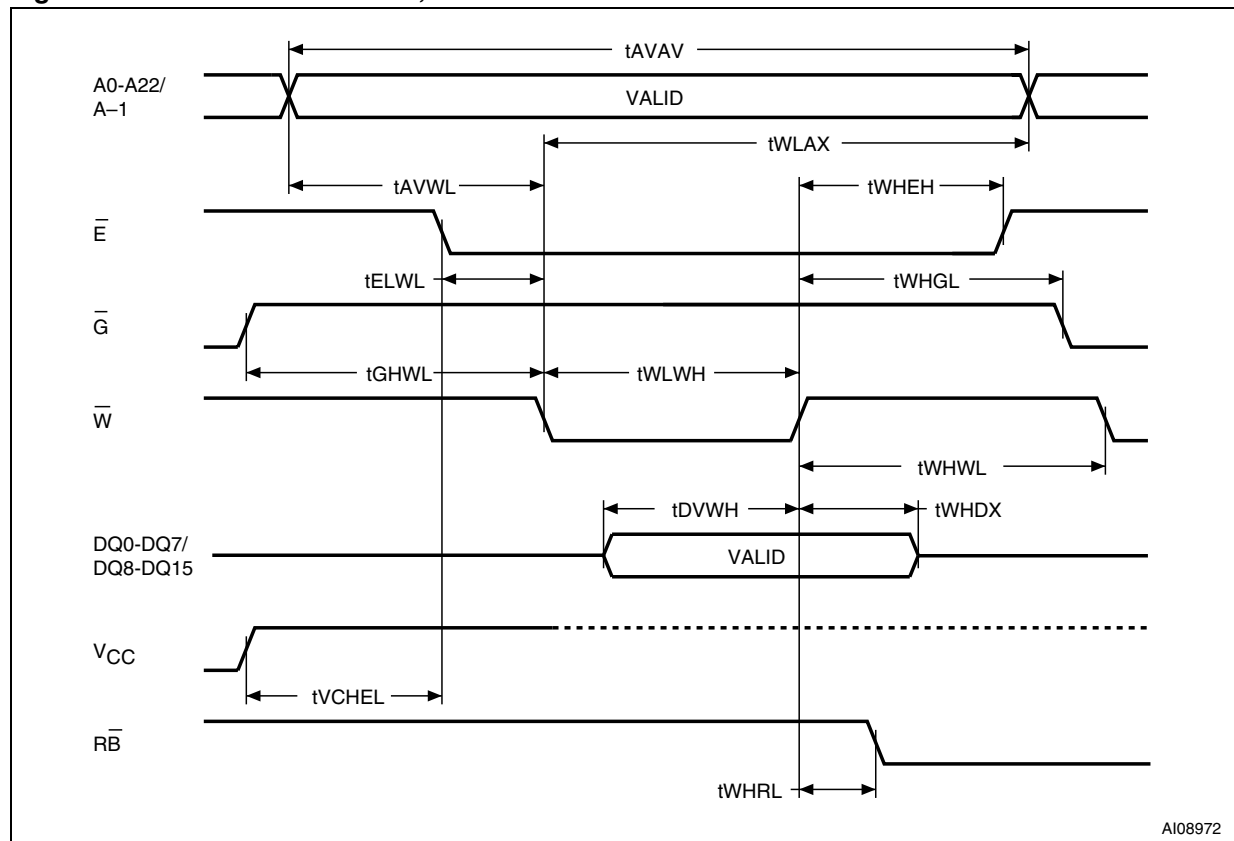 tAVAV
A0-A22/
A–1
VALID
tWLAX
tAVWL
tWHEH
E̅
tELWL
tWHGL
G̅
tGHWL
tWLWH
W̅
tWHWL
tDVWH
tWHDX
DQ0-DQ7/
DQ8-DQ15
VALID
VCC
tVCHEL
RB̅
tWHRL
AI08972